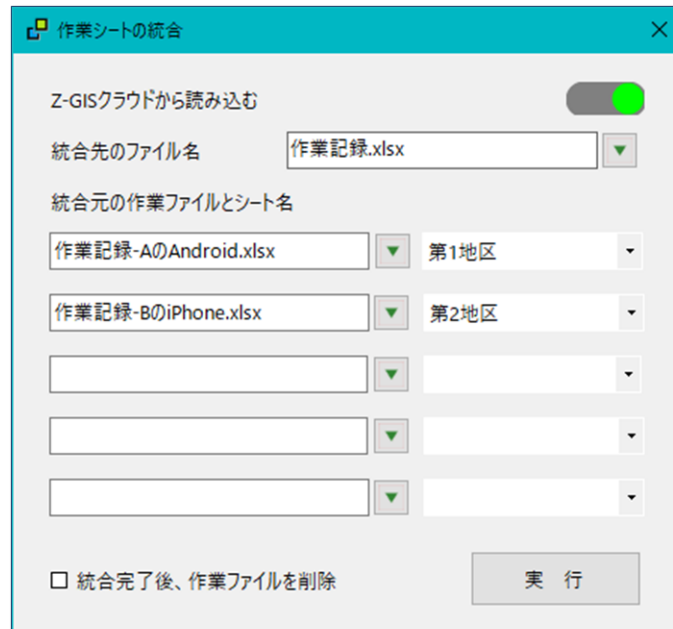 作業シートの統合
Z-GISクラウドから読み込む
統合先のファイル名 作業記録.xlsx
統合元の作業ファイルとシート名
作業記録-AのAndroid.xlsx 第1地区
作業記録-BのiPhone.xlsx 第2地区
統合完了後、作業ファイルを削除 実 行